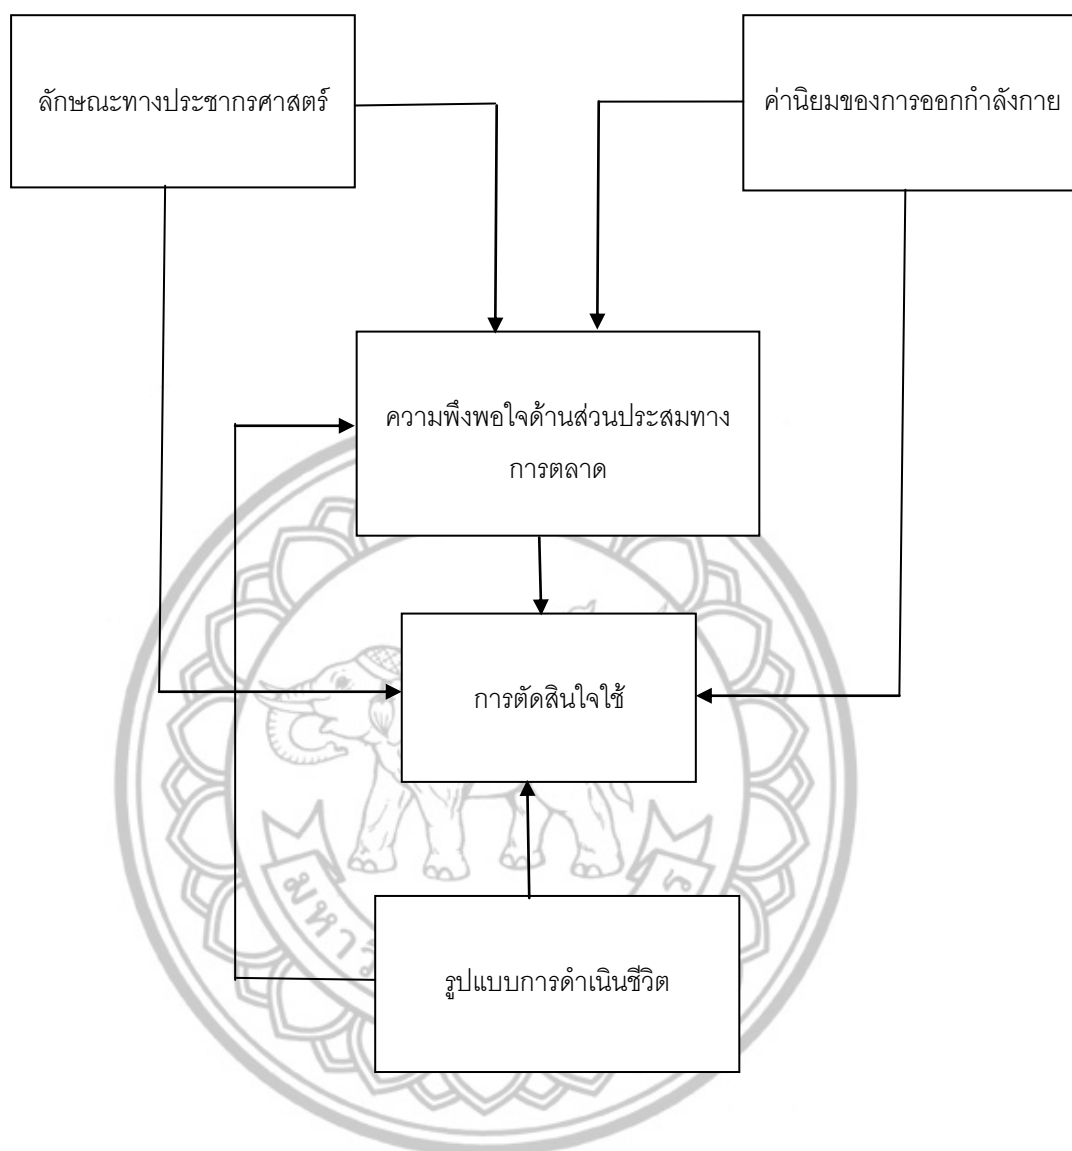 ลักษณะทางประชากรศาสตร์
ค่านิยมของการออกกำลังกาย
ความพึงพอใจด้านส่วนประสมทาง
การตลาด
การตัดสินใจใช้
รูปแบบการดำเนินชีวิต